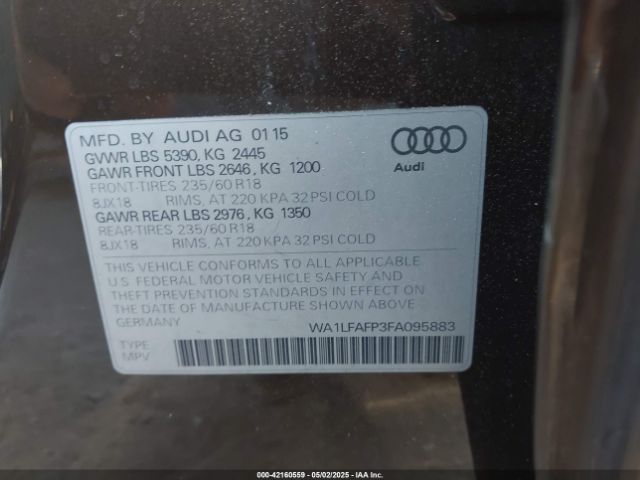 MFD. BY AUDI AG 01 15
GVWR LBS 5390, KG 2445
GAWR FRONT LBS 2646, KG 1200
FRONT-TIRES 235/60 R18
8JX18 RIMS, AT 220 KPA 32 PSI COLD
GAWR REAR LBS 2976, KG 1350
REAR-TIRES 235/60 R18
8JX18 RIMS, AT 220 KPA 32 PSI COLD
Audi
THIS VEHICLE CONFORMS TO ALL APPLICABLE
U.S. FEDERAL MOTOR VEHICLE SAFETY AND
THEFT PREVENTION STANDARDS IN EFFECT ON
THE DATE OF MANUFACTURE SHOWN ABOVE.
GERMANY
WA1LFAFP3FA095883
TYPE
MPV
000-42160559 - 05/02/2025 - COPYRIGHT IAA, LLC.